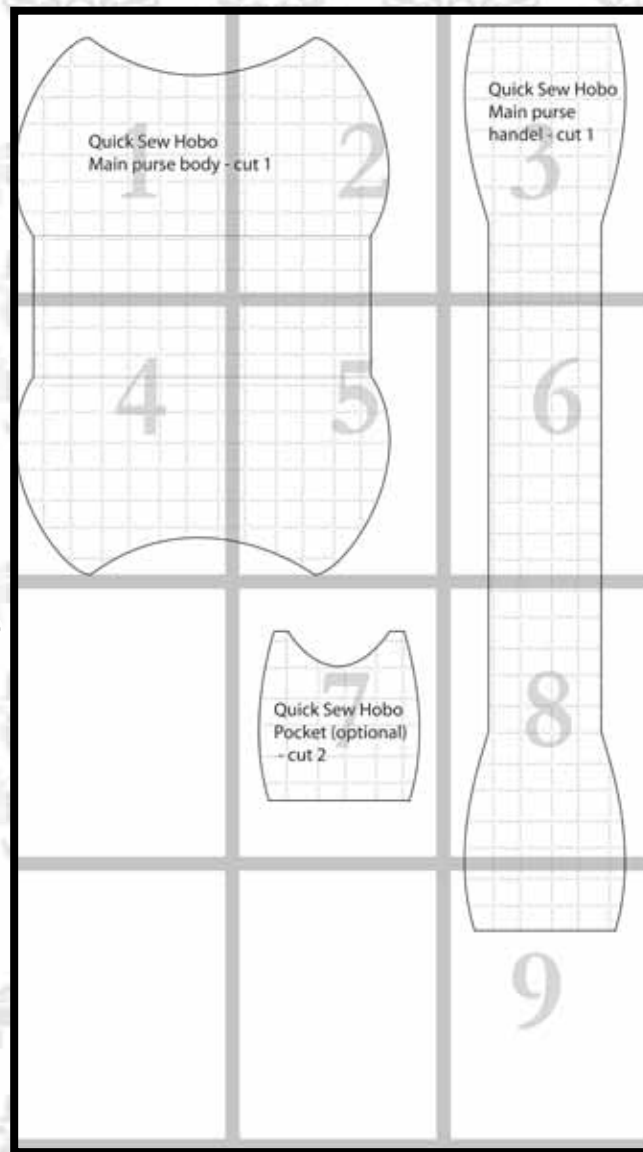 Quick Sew Hobo
Main purse body - cut 1
1
2
Quick Sew Hobo
Main purse
handel - cut 1
3
4
5
6
7
Quick Sew Hobo
Pocket (optional)
- cut 2
8
9